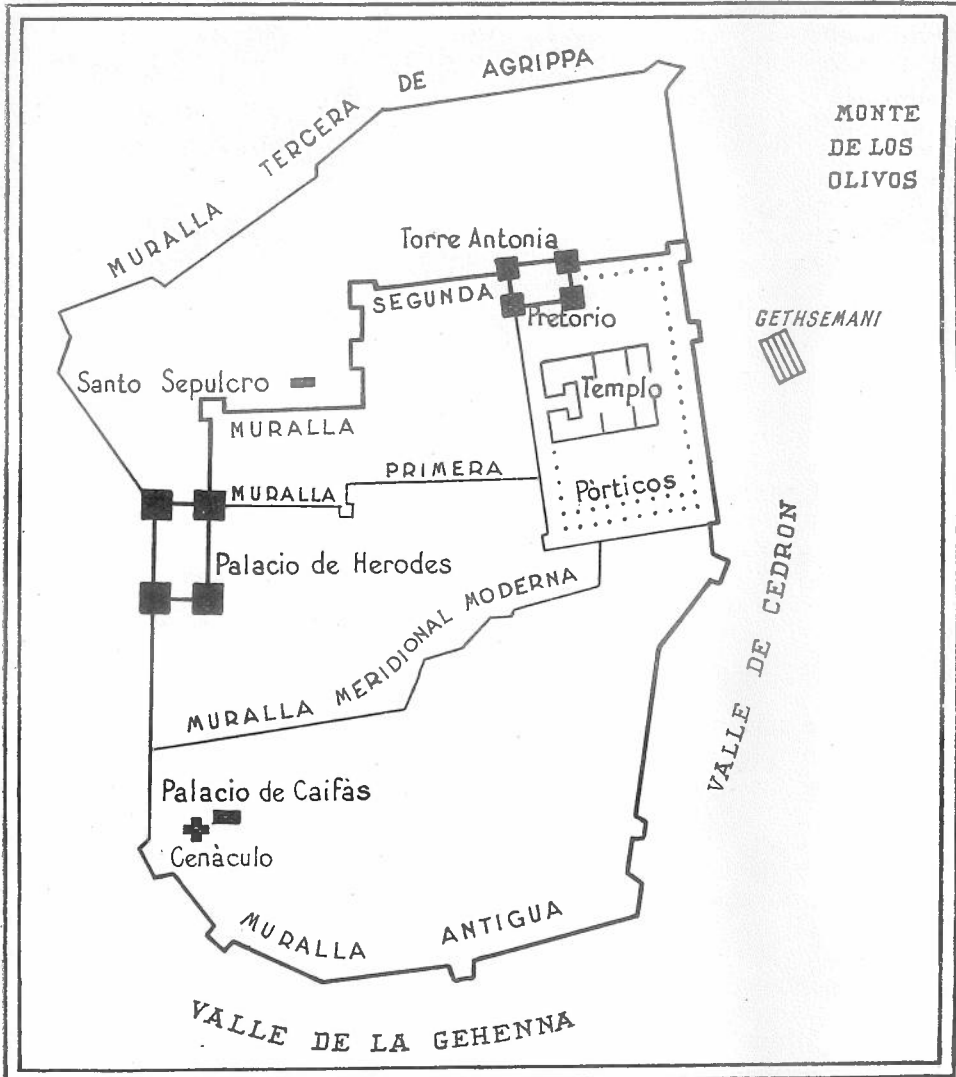 MURALLA TERCERA DE AGRIPPA
MONTE
DE LOS
OLIVOS
Torre Antonia
SEGUNDA
Pretorio
GETHSEMANI
Santo Sepulcro
Templo
MURALLA
PRIMERA
MURALLA
Pòrticos
Palacio de Herodes
MURALLA MERIDIONAL MODERNA
VALLE DE CEDRON
Palacio de Caifàs
Cenàculo
MURALLA ANTIGUA
VALLE DE LA GEHENNA